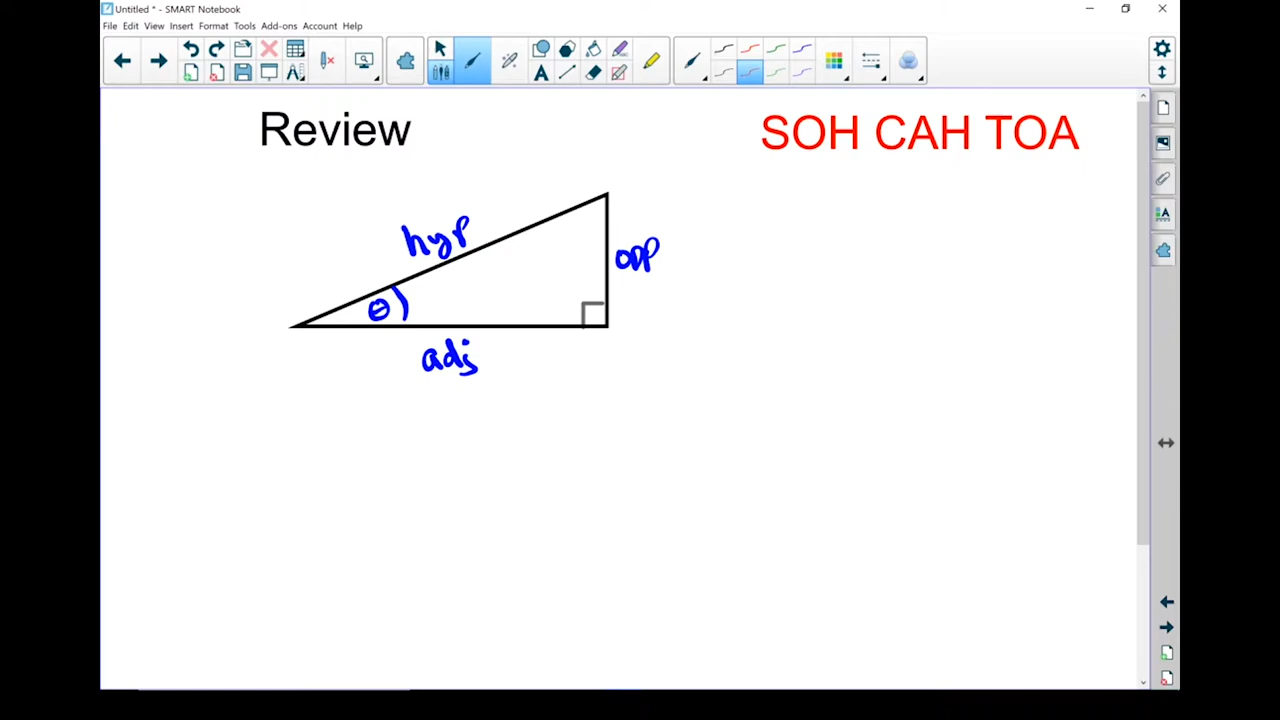 Untitled * - SMART Notebook
File Edit View Insert Format Tools Add-ons Account Help
Review
SOH CAH TOA
hyp
opp
θ
adj